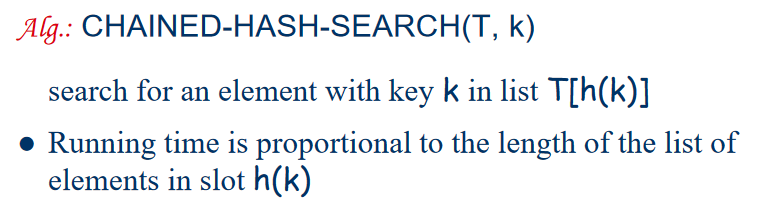 Alg.: CHAINED-HASH-SEARCH(T, k)
search for an element with key k in list T[h(k)]
● Running time is proportional to the length of the list of
elements in slot h(k)